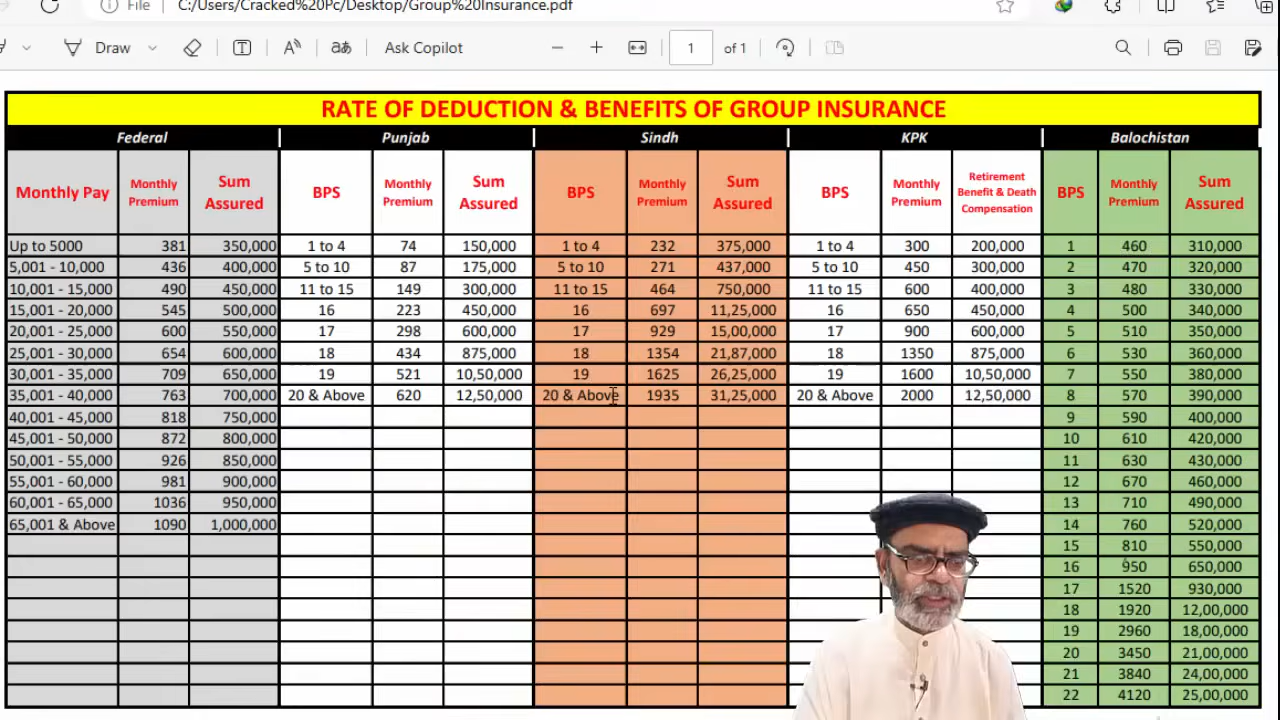 File C:/Users/Cracked%20Pc/Desktop/Group%20Insurance.pdf
Draw Ask Copilot 1 of 1
RATE OF DEDUCTION & BENEFITS OF GROUP INSURANCE
Federal Punjab Sindh KPK Balochistan
Monthly Pay Monthly Premium Sum Assured BPS Monthly Premium Sum Assured BPS Monthly Premium Sum Assured BPS Monthly Premium Retirement Benefit & Death Compensation BPS Monthly Premium Sum Assured
Up to 5000 381 350,000 1 to 4 74 150,000 1 to 4 232 375,000 1 to 4 300 200,000 1 460 310,000
5,001 - 10,000 436 400,000 5 to 10 87 175,000 5 to 10 271 437,000 5 to 10 450 300,000 2 470 320,000
10,001 - 15,000 490 450,000 11 to 15 149 300,000 11 to 15 464 750,000 11 to 15 600 400,000 3 480 330,000
15,001 - 20,000 545 500,000 16 223 450,000 16 697 11,25,000 16 650 450,000 4 500 340,000
20,001 - 25,000 600 550,000 17 298 600,000 17 929 15,00,000 17 900 600,000 5 510 350,000
25,001 - 30,000 654 600,000 18 434 875,000 18 1354 21,87,000 18 1350 875,000 6 530 360,000
30,001 - 35,000 709 650,000 19 521 10,50,000 19 1625 26,25,000 19 1600 10,50,000 7 550 380,000
35,001 - 40,000 763 700,000 20 & Above 620 12,50,000 20 & Above 1935 31,25,000 20 & Above 2000 12,50,000 8 570 390,000
40,001 - 45,000 818 750,000 9 590 400,000
45,001 - 50,000 872 800,000 10 610 420,000
50,001 - 55,000 926 850,000 11 630 430,000
55,001 - 60,000 981 900,000 12 670 460,000
60,001 - 65,000 1036 950,000 13 710 490,000
65,001 & Above 1090 1,000,000 14 760 520,000
15 810 550,000
16 950 650,000
17 1520 930,000
18 1920 12,00,000
19 2960 18,00,000
20 3450 21,00,000
21 3840 24,00,000
22 4120 25,00,000